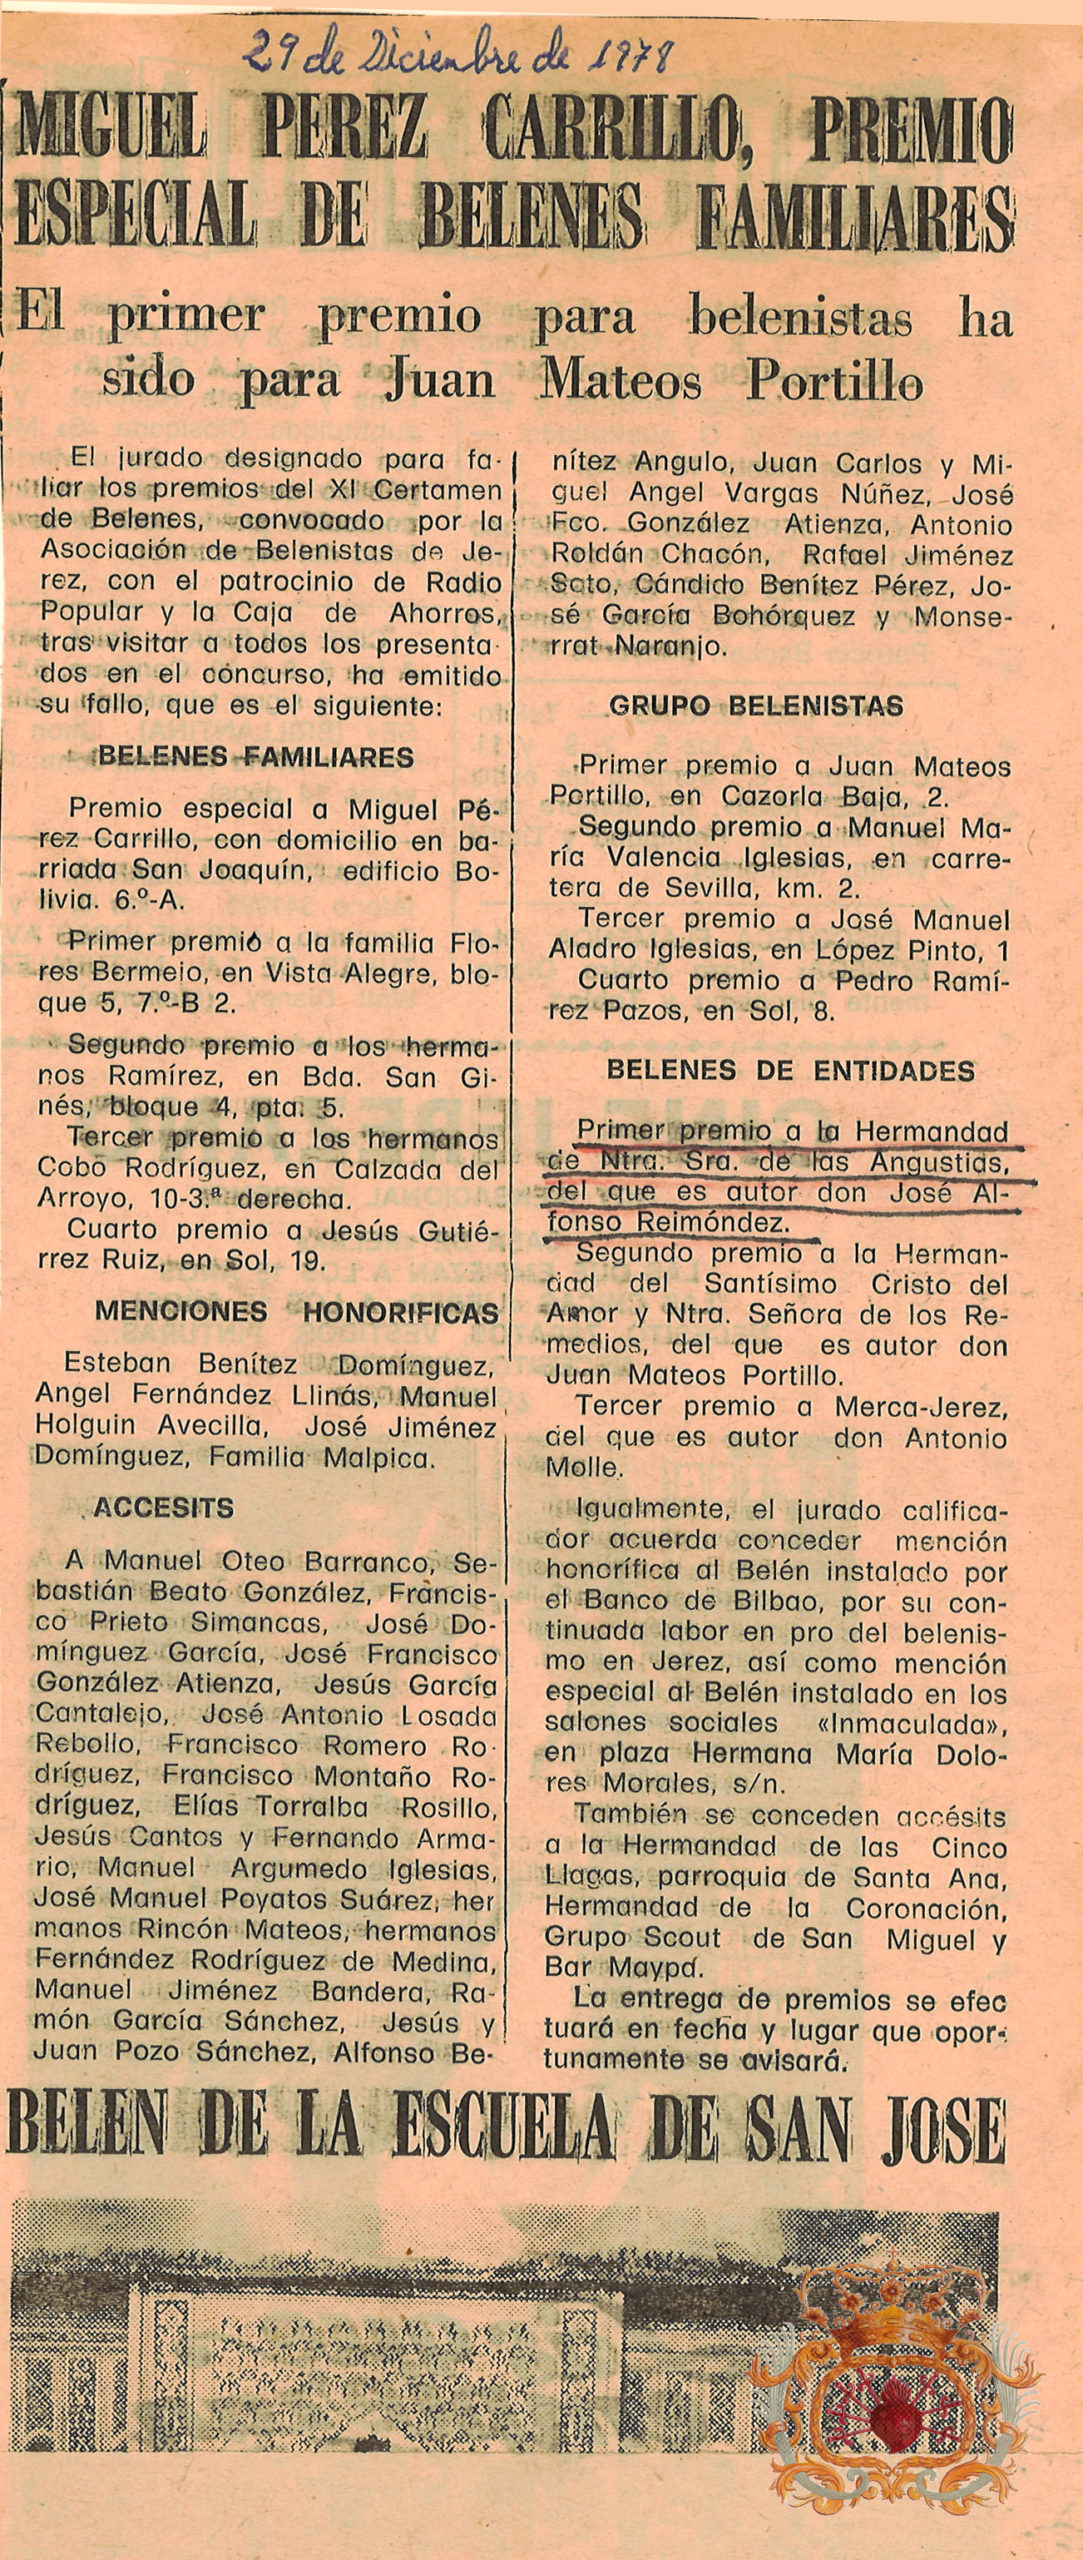 29 de Diciembre de 1978
MIGUEL PEREZ CARRILLO, PREMIO
ESPECIAL DE BELENES FAMILIARES
El primer premio para belenistas ha
sido para Juan Mateos Portillo
El jurado designado para fa-
llar los premios del XI Certamen
de Belenes, convocado por la
Asociación de Belenistas de Je-
rez, con el patrocinio de Radio
Popular y la Caja de Ahorros,
tras visitar a todos los presenta-
dos en el concurso, ha emitido
su fallo, que es el siguiente:
BELENES FAMILIARES
Premio especial a Miguel Pé-
rez Carrillo, con domicilio en ba-
rriada San Joaquín, edificio Bo-
livia. 6.º-A.
Primer premio a la familia Flo-
res Bermejo, en Vista Alegre, blo-
que 5, 7.º-B 2.
Segundo premio a los herma-
nos Ramírez, en Bda. San Gi-
nés, bloque 4, pta. 5.
Tercer premio a los hermanos
Cobo Rodríguez, en Calzada del
Arroyo, 10-3.ª derecha.
Cuarto premio a Jesús Gutié-
rrez Ruiz, en Sol, 19.
MENCIONES HONORIFICAS
Esteban Benítez Domínguez,
Angel Fernández Llinás, Manuel
Holguin Avecilla, José Jiménez
Domínguez, Familia Malpica.
ACCESITS
A Manuel Oteo Barranco, Se-
bastián Beato González, Francis-
co Prieto Simancas, José Do-
mínguez García, José Francisco
González Atienza, Jesús García
Cantalejo, José Antonio Losada
Rebollo, Francisco Romero Ro-
dríguez, Francisco Montaño Ro-
dríguez, Elías Torralba Rosillo,
Jesús Cantos y Fernando Arma-
rio, Manuel Argumedo Iglesias,
José Manuel Poyatos Suárez, her
manos Rincón Mateos, hermanos
Fernández Rodríguez de Medina,
Manuel Jiménez Bandera, Ra-
món García Sánchez, Jesús y
Juan Pozo Sánchez, Alfonso Be-
nítez Angulo, Juan Carlos y Mi-
guel Angel Vargas Núñez, José
Fco. González Atienza, Antonio
Roldán Chacón, Rafael Jiménez
Soto, Cándido Benítez Pérez, Jo-
sé García Bohórquez y Monse-
rrat Naranjo.
GRUPO BELENISTAS
Primer premio a Juan Mateos
Portillo, en Cazorla Baja, 2.
Segundo premio a Manuel Ma-
ría Valencia Iglesias, en carre-
tera de Sevilla, km. 2.
Tercer premio a José Manuel
Aladro Iglesias, en López Pinto, 1
Cuarto premio a Pedro Ramí-
rez Pazos, en Sol, 8.
BELENES DE ENTIDADES
Primer premio a la Hermandad
de Ntra. Sra. de las Angustias,
del que es autor don José Al-
fonso Reimóndez.
Segundo premio a la Herman-
dad del Santísimo Cristo del
Amor y Ntra. Señora de los Re-
medios, del que es autor don
Juan Mateos Portillo.
Tercer premio a Merca-Jerez,
del que es autor don Antonio
Molle.
Igualmente, el jurado califica-
dor acuerda conceder mención
honorífica al Belén instalado por
el Banco de Bilbao, por su con-
tinuada labor en pro del belenis-
mo en Jerez, así como mención
especial al Belén instalado en los
salones sociales «Inmaculada»,
en plaza Hermana María Dolo-
res Morales, s/n.
También se conceden accésits
a la Hermandad de las Cinco
Llagas, parroquia de Santa Ana,
Hermandad de la Coronación,
Grupo Scout de San Miguel y
Bar Maypa.
La entrega de premios se efec
tuará en fecha y lugar que opor-
tunamente se avisará.
BELEN DE LA ESCUELA DE SAN JOSE